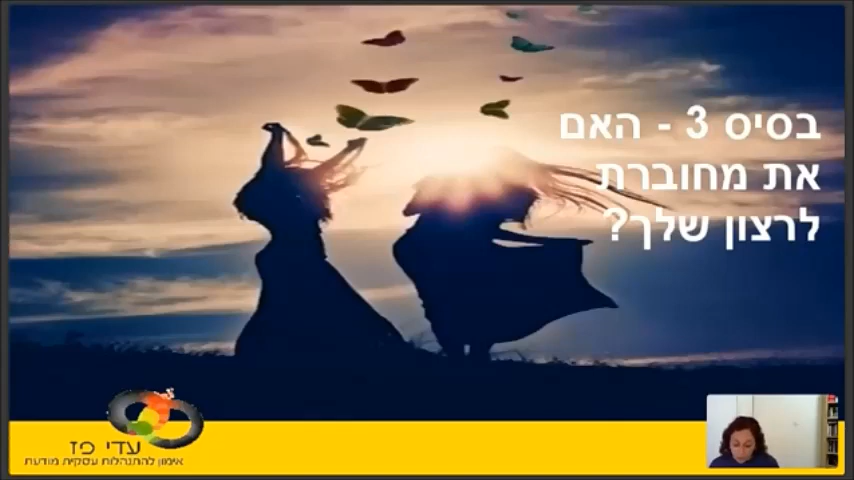 בסיס 3 - האם
את מחוברת
לרצון שלך?
עדי פז
אימון להתנהלות עסקית מודעת